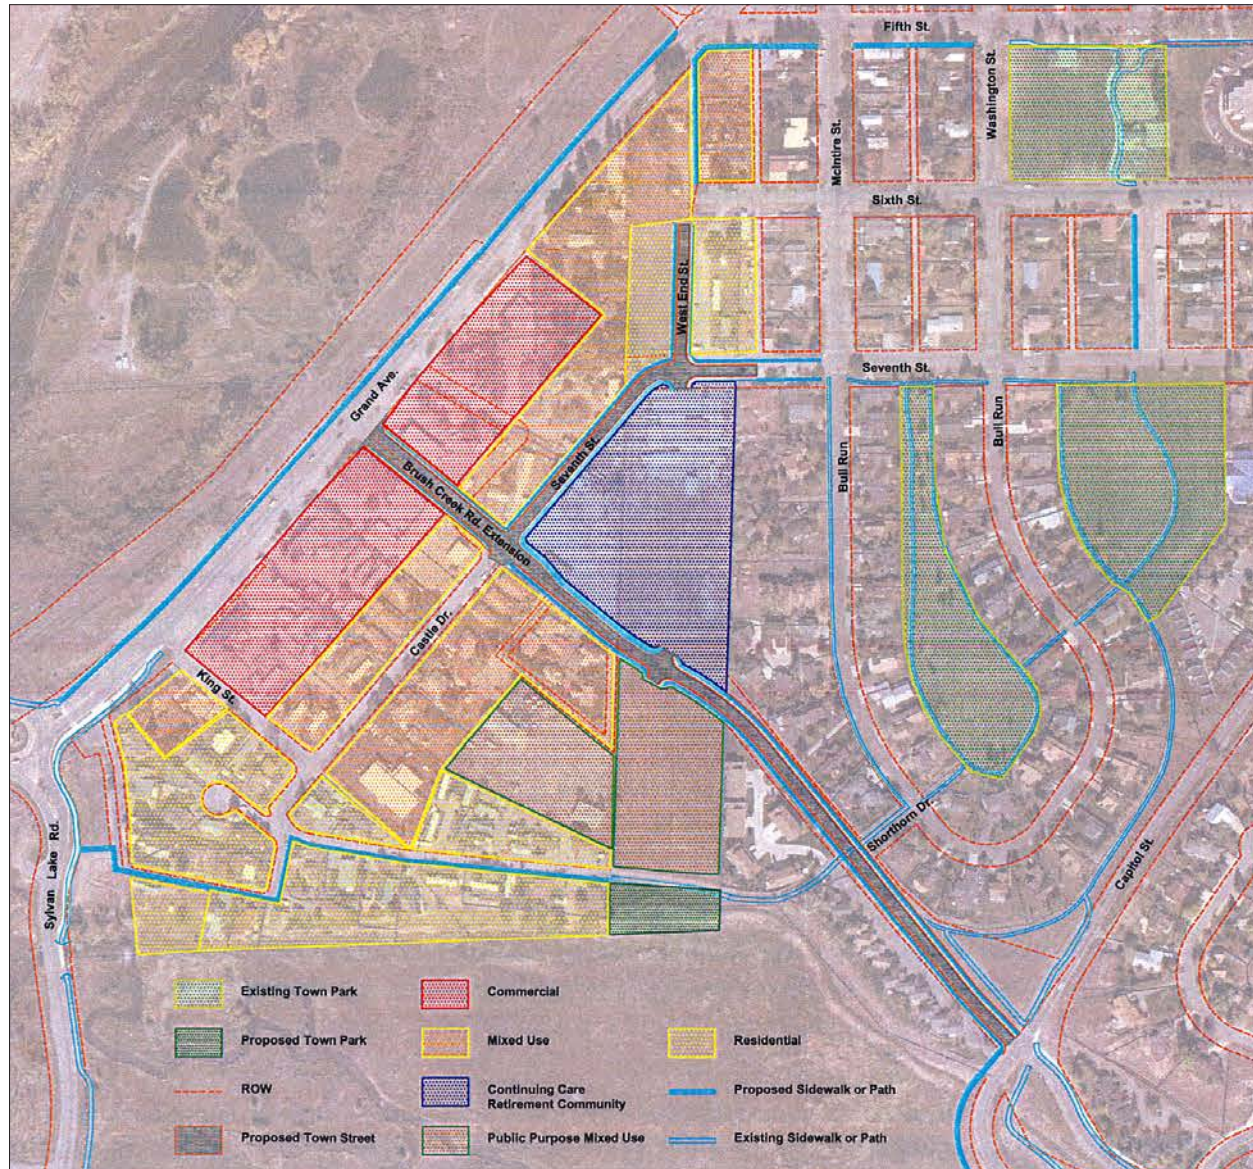 Fifth St.
Washington St.
McIntire St.
Sixth St.
West End St.
Seventh St.
Grand Ave.
Bull Run
Bull Run
Seventh St.
Brush Creek Rd. Extension
Castle Dr.
King St.
Shorthorn Dr.
Sylvan Lake Rd.
Capitol St.
Existing Town Park
Commercial
Proposed Town Park
Mixed Use
Residential
ROW
Continuing Care
Retirement Community
Proposed Sidewalk or Path
Proposed Town Street
Public Purpose Mixed Use
Existing Sidewalk or Path